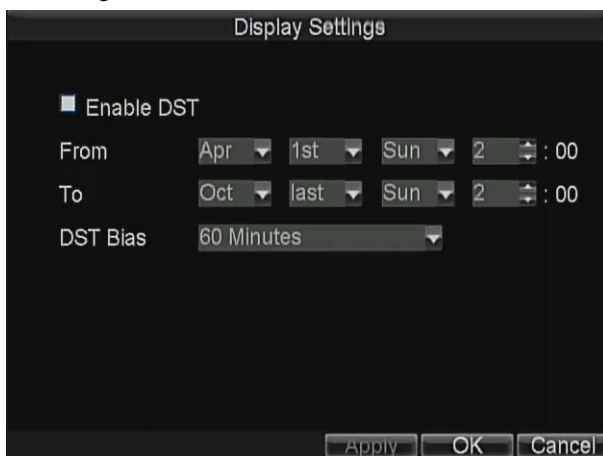 Display Settings
Enable DST
From Apr 1st Sun 2 : 00
To Oct last Sun 2 : 00
DST Bias 60 Minutes
Apply OK Cancel